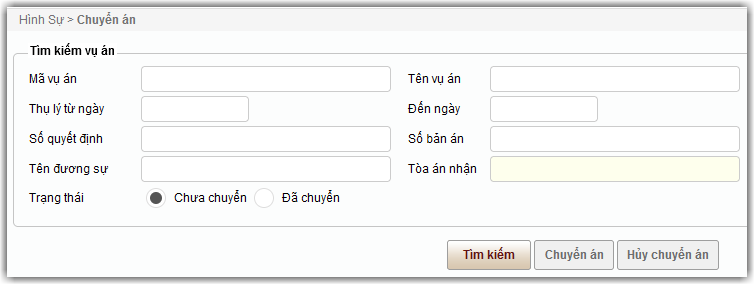 Hình Sự > Chuyển án
Tìm kiếm vụ án
Mã vụ án Tên vụ án
Thụ lý từ ngày Đến ngày
Số quyết định Số bản án
Tên đương sự Tòa án nhận
Trạng thái Chưa chuyển Đã chuyển
Tìm kiếm Chuyển án Hủy chuyển án